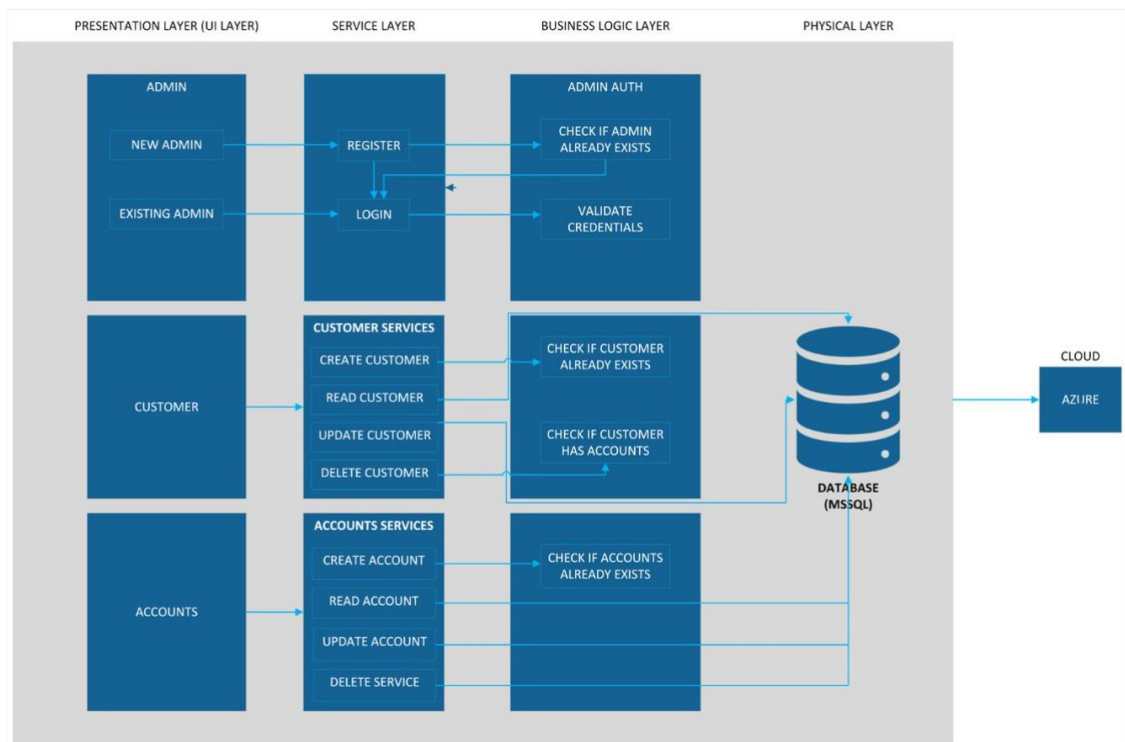 PRESENTATION LAYER (UI LAYER)
SERVICE LAYER
BUSINESS LOGIC LAYER
PHYSICAL LAYER
ADMIN
NEW ADMIN
EXISTING ADMIN
REGISTER
LOGIN
ADMIN AUTH
CHECK IF ADMIN
ALREADY EXISTS
VALIDATE
CREDENTIALS
CUSTOMER
CUSTOMER SERVICES
CREATE CUSTOMER
READ CUSTOMER
UPDATE CUSTOMER
DELETE CUSTOMER
CHECK IF CUSTOMER
ALREADY EXISTS
CHECK IF CUSTOMER
HAS ACCOUNTS
ACCOUNTS
ACCOUNTS SERVICES
CREATE ACCOUNT
READ ACCOUNT
UPDATE ACCOUNT
DELETE SERVICE
CHECK IF ACCOUNTS
ALREADY EXISTS
DATABASE
(MSSQL)
CLOUD
AZURE